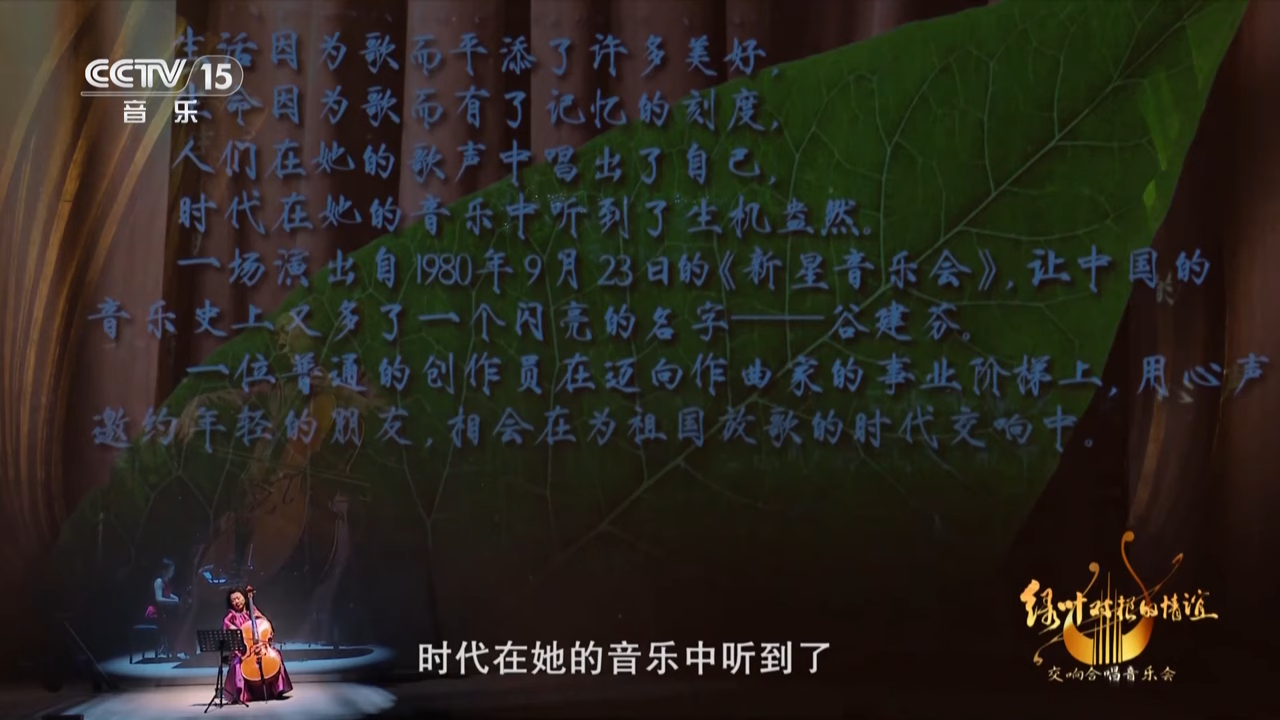 生活因为歌而平添了许多美好，
生命因为歌而有了记忆的刻度，
人们在她的歌声中唱出了自己，
时代在她的音乐中听到了生机盎然。
一场演出自1980年9月23日的《新星音乐会》，让中国的
音乐史上又多了一个闪亮的名字——谷建芬。
一位普通的创作员在迈向作曲家的事业阶梯上，用心声
邀约年轻的朋友，相会在为祖国放歌的时代交响中。
CCTV 15
音乐
时代在她的音乐中听到了
绿叶对根的情谊
交响合唱音乐会